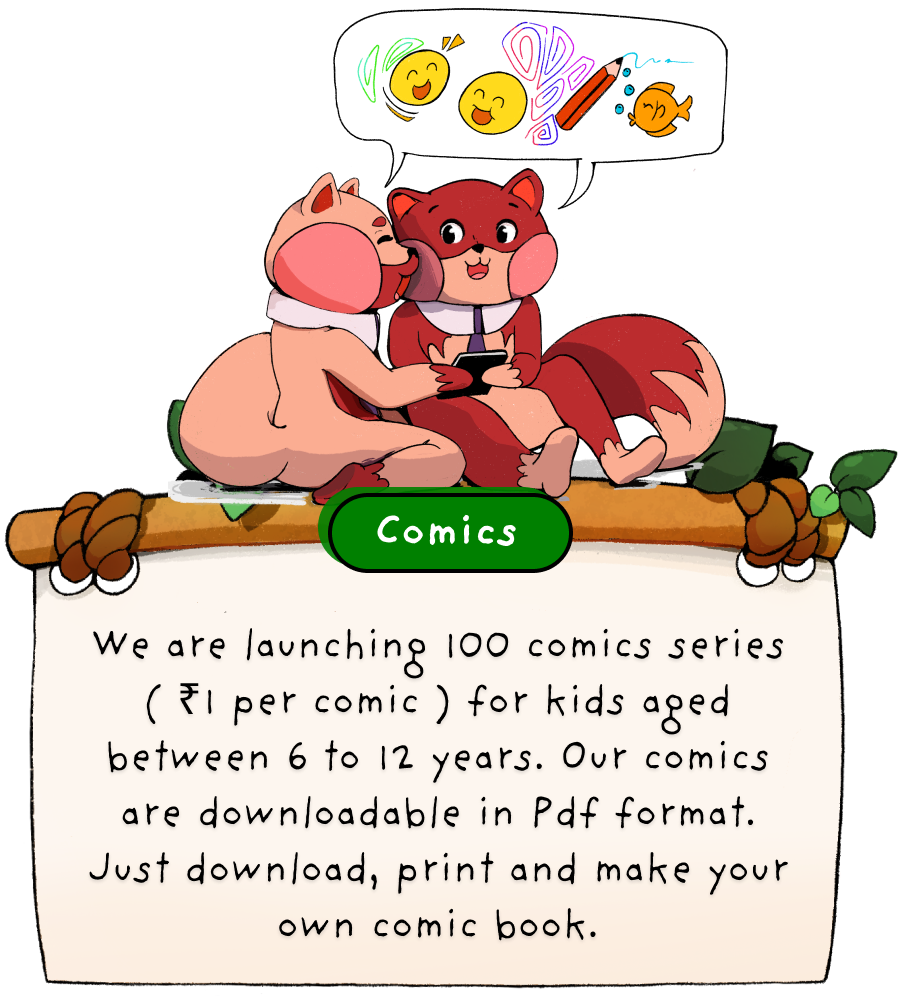 Comics
We are launching 100 comics series
( ₹1 per comic ) for kids aged
between 6 to 12 years. Our comics
are downloadable in Pdf format.
Just download, print and make your
own comic book.